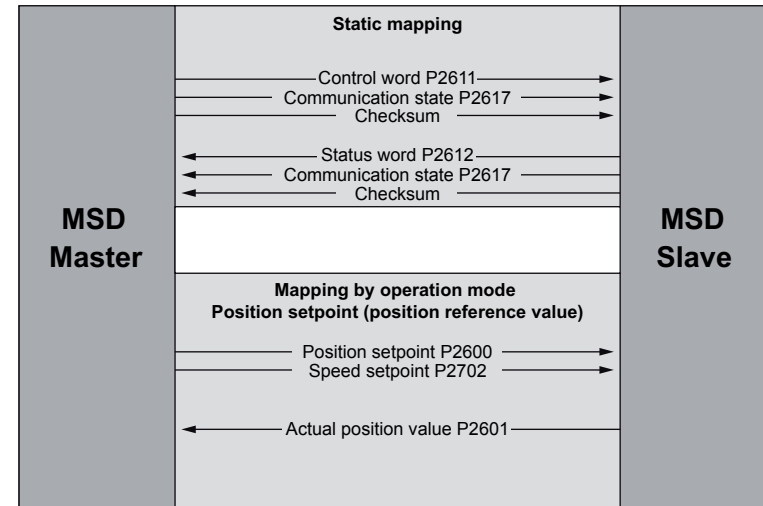 Static mapping
Control word P2611
Communication state P2617
Checksum
Status word P2612
Communication state P2617
Checksum
MSD
Master
MSD
Slave
Mapping by operation mode
Position setpoint (position reference value)
Position setpoint P2600
Speed setpoint P2702
Actual position value P2601